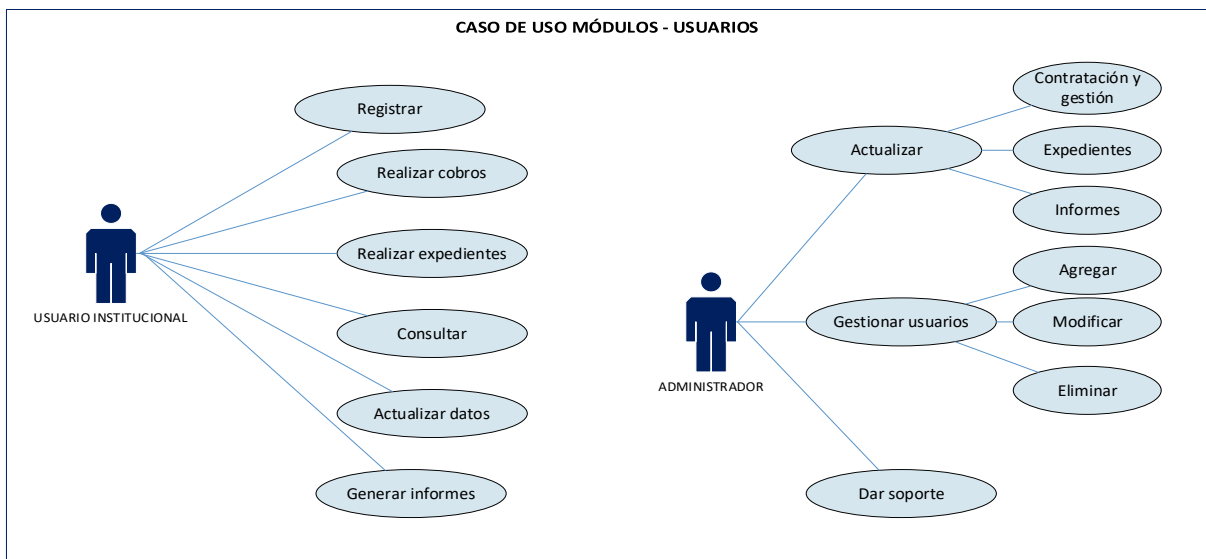 CASO DE USO MÓDULOS - USUARIOS
Registrar
Realizar cobros
Realizar expedientes
Consultar
Actualizar datos
Generar informes
USUARIO INSTITUCIONAL
Contratación y
gestión
Actualizar
Expedientes
Informes
Agregar
Gestionar usuarios
Modificar
Eliminar
ADMINISTRADOR
Dar soporte